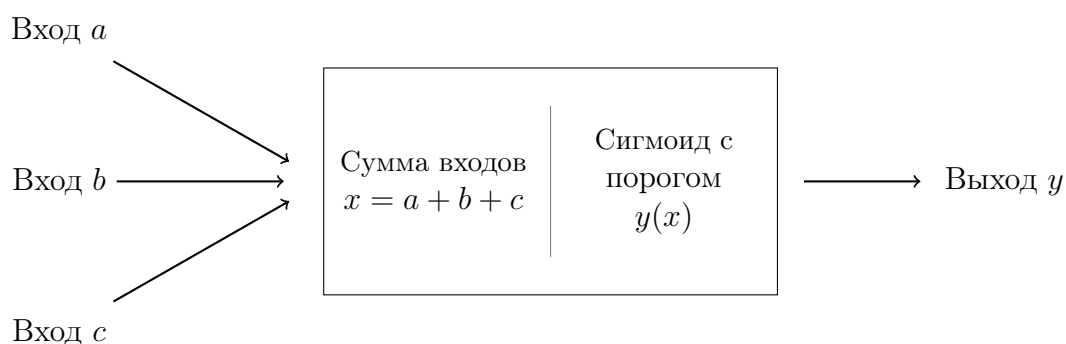 Вход a
Вход b
Вход c
Сумма входов
x = a + b + c
Сигмоид с
порогом
y(x)
Выход y